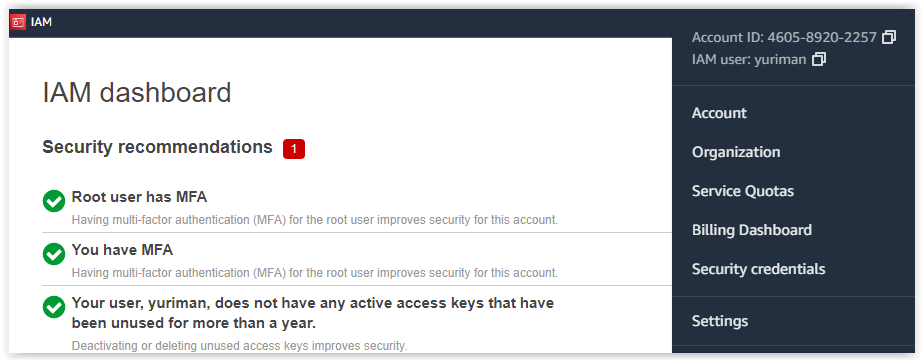 IAM
Account ID: 4605-8920-2257
IAM user: yuriman
IAM dashboard
Security recommendations 1
Root user has MFA
Having multi-factor authentication (MFA) for the root user improves security for this account.
You have MFA
Having multi-factor authentication (MFA) for the root user improves security for this account.
Your user, yuriman, does not have any active access keys that have
been unused for more than a year.
Deactivating or deleting unused access keys improves security.
Account
Organization
Service Quotas
Billing Dashboard
Security credentials
Settings